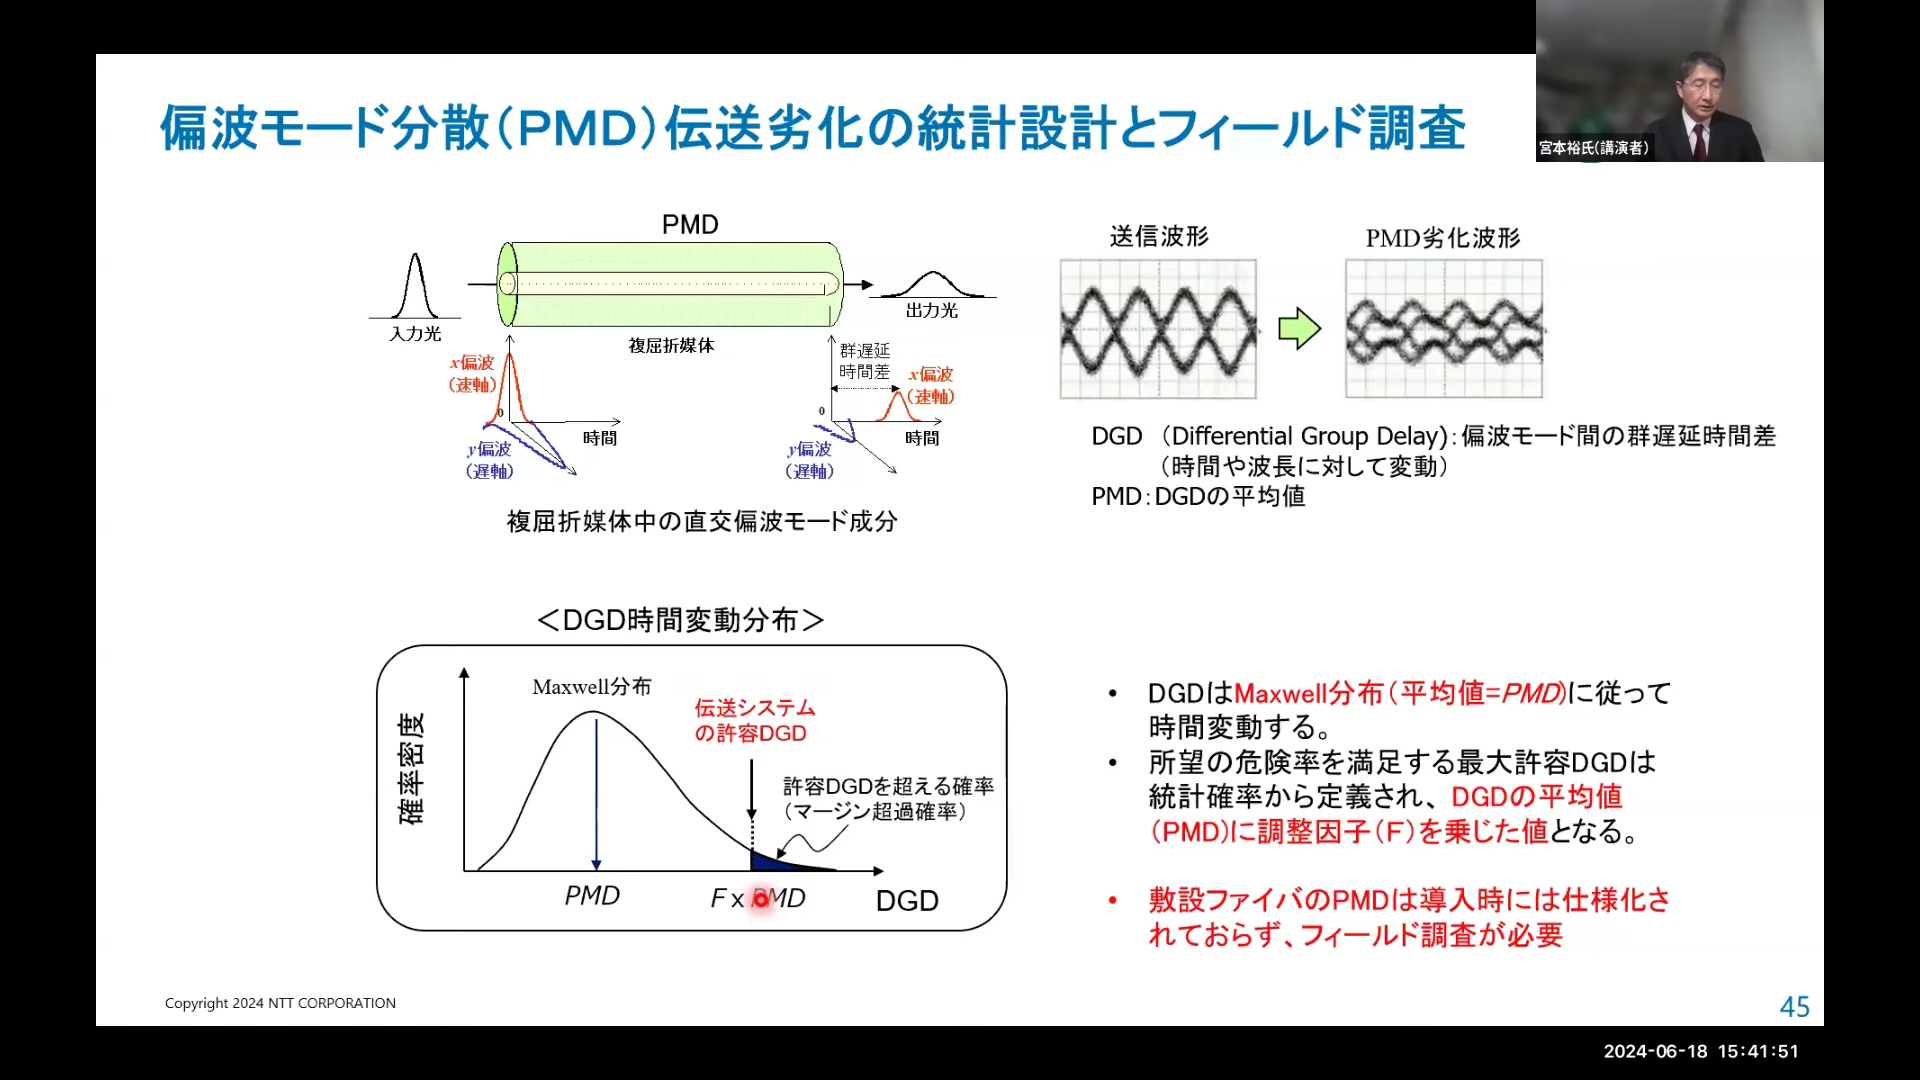 偏波モード分散（PMD）伝送劣化の統計設計とフィールド調査
宮本裕氏(講演者)
PMD
入力光
出力光
複屈折媒体
x偏波
（速軸）
0
時間
y偏波
（遅軸）
群遅延
時間差
x偏波
（速軸）
0
時間
y偏波
（遅軸）
複屈折媒体中の直交偏波モード成分
送信波形
PMD劣化波形
DGD （Differential Group Delay)：偏波モード間の群遅延時間差
（時間や波長に対して変動）
PMD：DGDの平均値
＜DGD時間変動分布＞
確率密度
Maxwell分布
伝送システム
の許容DGD
許容DGDを超える確率
（マージン超過確率）
PMD
F x PMD
DGD
• DGDはMaxwell分布（平均値=PMD)に従って
時間変動する。
• 所望の危険率を満足する最大許容DGDは
統計確率から定義され、DGDの平均値
（PMD)に調整因子（F）を乗じた値となる。
• 敷設ファイバのPMDは導入時には仕様化さ
れておらず、フィールド調査が必要
Copyright 2024 NTT CORPORATION
45
2024-06-18 15:41:51